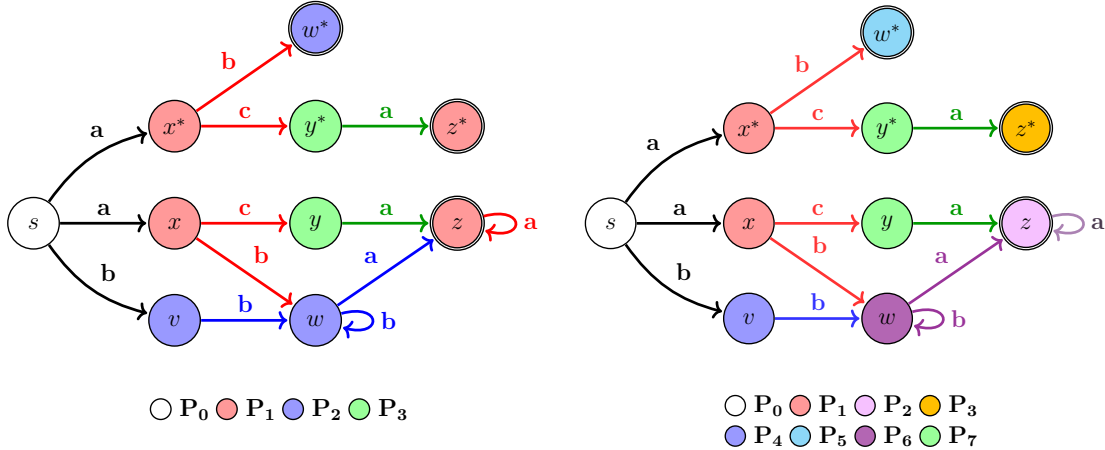 w* w*
b b
x* c y* a z* x* c y* a z*
a a
s a x c y a z a s a x c y a z a
b b a b b a
v b w b v b w b
P0 P1 P2 P3
P0 P1 P2 P3
P4 P5 P6 P7